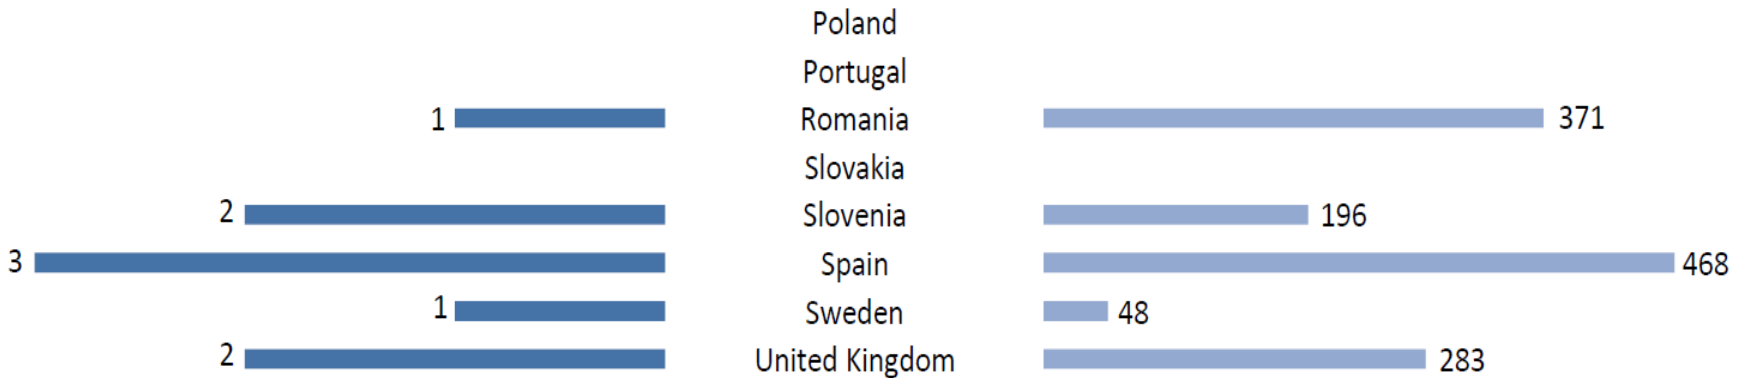 Poland
Portugal
1 Romania 371
Slovakia
2 Slovenia 196
3 Spain 468
1 Sweden 48
2 United Kingdom 283